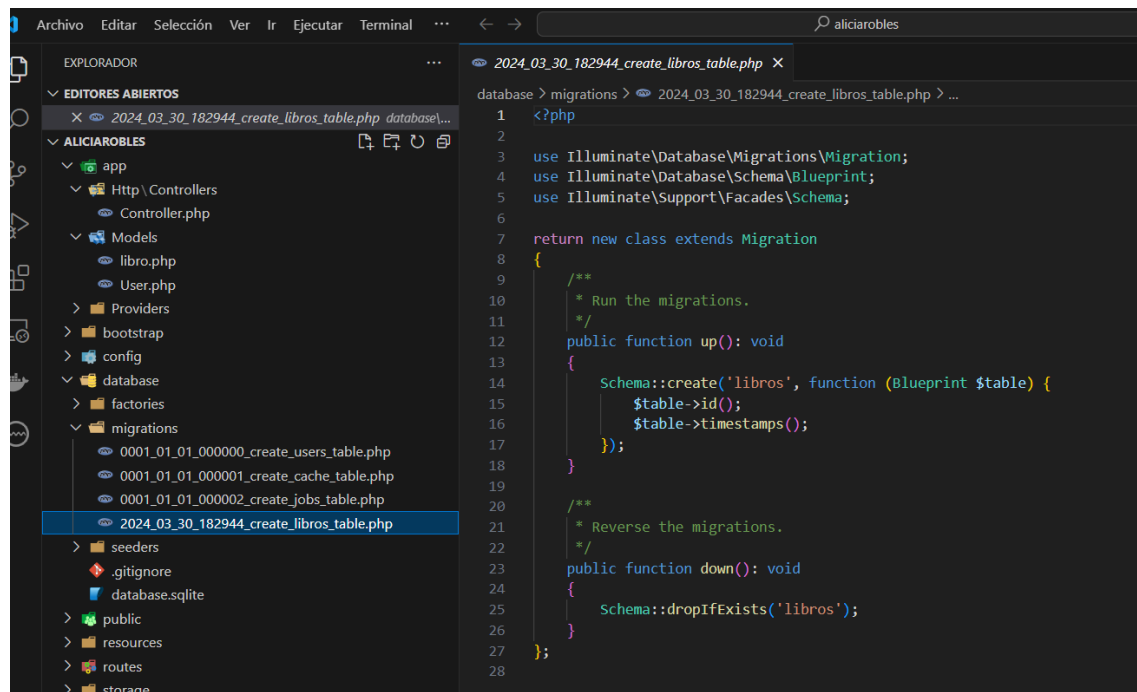 Archivo Editar Selección Ver Ir Ejecutar Terminal ···
aliciarobles
EXPLORADOR ···
EDITORES ABIERTOS
2024_03_30_182944_create_libros_table.php database\...
ALICIAROBLES
app
Http\Controllers
Controller.php
Models
libro.php
User.php
Providers
bootstrap
config
database
factories
migrations
0001_01_01_000000_create_users_table.php
0001_01_01_000001_create_cache_table.php
0001_01_01_000002_create_jobs_table.php
2024_03_30_182944_create_libros_table.php
seeders
.gitignore
database.sqlite
public
resources
routes
storage
2024_03_30_182944_create_libros_table.php
database > migrations > 2024_03_30_182944_create_libros_table.php > ...
1 <?php
2
3 use Illuminate\Database\Migrations\Migration;
4 use Illuminate\Database\Schema\Blueprint;
5 use Illuminate\Support\Facades\Schema;
6
7 return new class extends Migration
8 {
9 /**
10 * Run the migrations.
11 */
12 public function up(): void
13 {
14 Schema::create('libros', function (Blueprint $table) {
15 $table->id();
16 $table->timestamps();
17 });
18 }
19
20 /**
21 * Reverse the migrations.
22 */
23 public function down(): void
24 {
25 Schema::dropIfExists('libros');
26 }
27 };
28